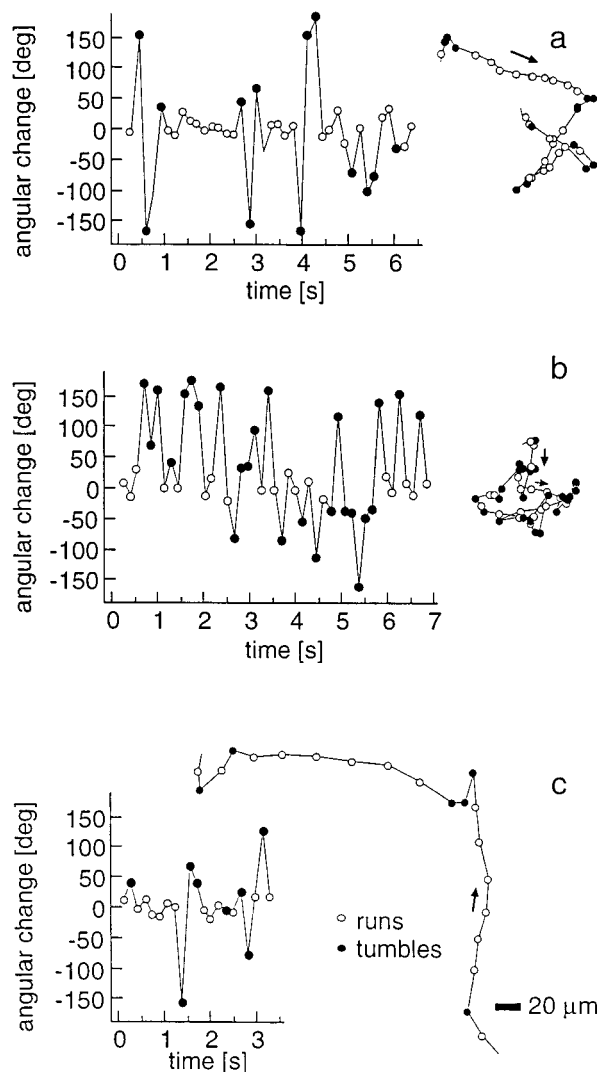 a
angular change [deg]
150
100
50
0
-50
-100
-150
0 1 2 3 4 5 6
time [s]
b
angular change [deg]
150
100
50
0
-50
-100
-150
0 1 2 3 4 5 6 7
time [s]
c
angular change [deg]
150
100
50
0
-50
-100
-150
0 1 2 3
time [s]
runs
tumbles
20 µm